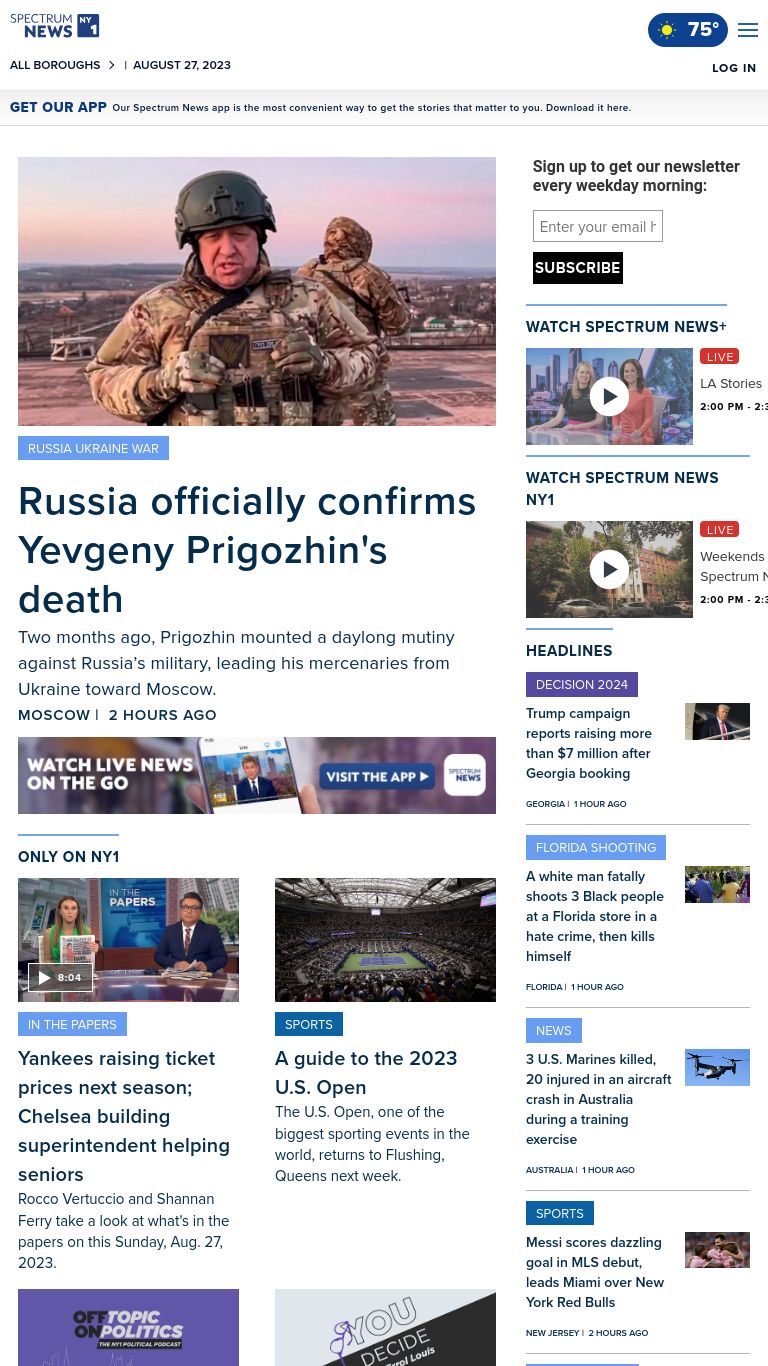 SPECTRUM
NEWS NY 1
75°
ALL BOROUGHS | AUGUST 27, 2023
LOG IN
GET OUR APP Our Spectrum News app is the most convenient way to get the stories that matter to you. Download it here.
RUSSIA UKRAINE WAR
Russia officially confirms
Yevgeny Prigozhin's
death
Two months ago, Prigozhin mounted a daylong mutiny
against Russia’s military, leading his mercenaries from
Ukraine toward Moscow.
MOSCOW | 2 HOURS AGO
WATCH LIVE NEWS
ON THE GO
Live
VISIT THE APP
SPECTRUM
NEWS
ONLY ON NY1
IN THE
PAPERS
8:04
IN THE PAPERS
Yankees raising ticket
prices next season;
Chelsea building
superintendent helping
seniors
Rocco Vertuccio and Shannan
Ferry take a look at what's in the
papers on this Sunday, Aug. 27,
2023.
SPORTS
A guide to the 2023
U.S. Open
The U.S. Open, one of the
biggest sporting events in the
world, returns to Flushing,
Queens next week.
OFFTOPIC
ONPOLITICS
THE NY1 POLITICAL PODCAST
YOU
DECIDE
Errol Louis
Sign up to get our newsletter
every weekday morning:
Enter your email h
SUBSCRIBE
WATCH SPECTRUM NEWS+
LIVE
LA Stories
2:00 PM - 2:3
WATCH SPECTRUM NEWS
NY1
LIVE
Weekends
Spectrum N
2:00 PM - 2:3
HEADLINES
DECISION 2024
Trump campaign
reports raising more
than $7 million after
Georgia booking
GEORGIA | 1 HOUR AGO
FLORIDA SHOOTING
A white man fatally
shoots 3 Black people
at a Florida store in a
hate crime, then kills
himself
FLORIDA | 1 HOUR AGO
NEWS
3 U.S. Marines killed,
20 injured in an aircraft
crash in Australia
during a training
exercise
AUSTRALIA | 1 HOUR AGO
SPORTS
Messi scores dazzling
goal in MLS debut,
leads Miami over New
York Red Bulls
NEW JERSEY | 2 HOURS AGO